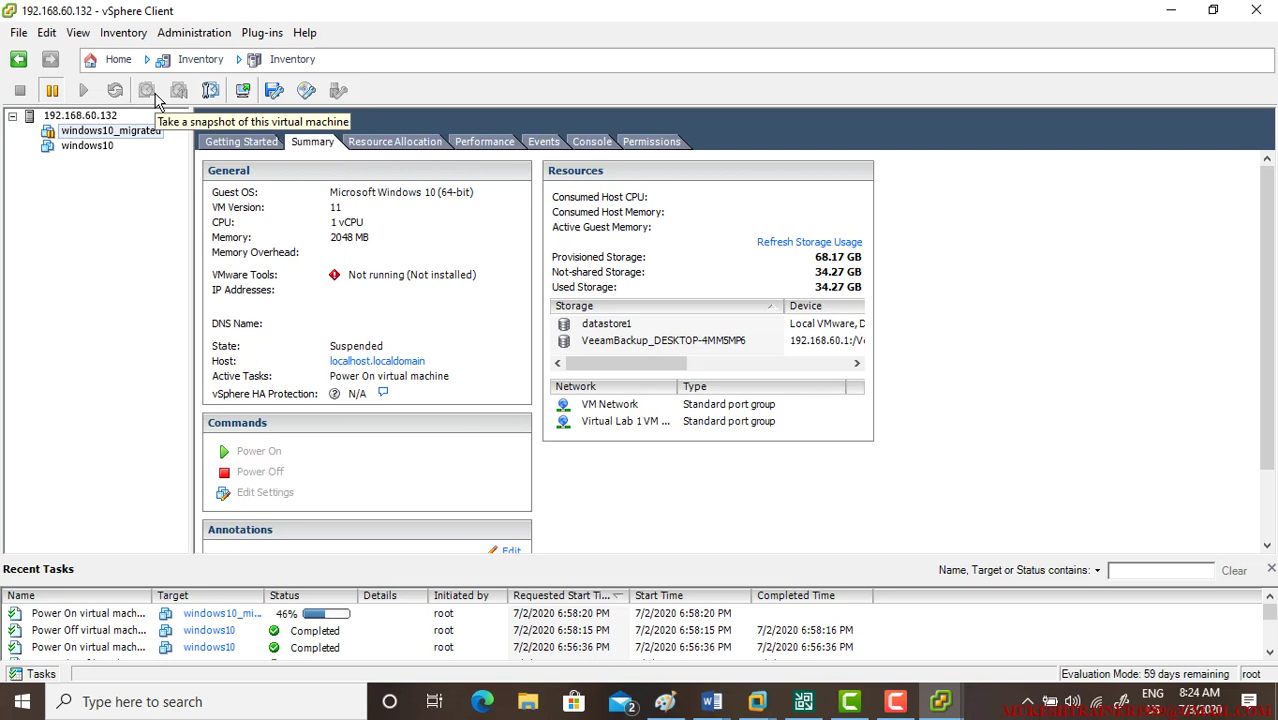 192.168.60.132 - vSphere Client
File Edit View Inventory Administration Plug-ins Help
Home Inventory Inventory
192.168.60.132
windows10_migrated
windows10
Take a snapshot of this virtual machine
Getting Started Summary Resource Allocation Performance Events Console Permissions
General
Guest OS: Microsoft Windows 10 (64-bit)
VM Version: 11
CPU: 1 vCPU
Memory: 2048 MB
Memory Overhead:
VMware Tools: Not running (Not installed)
IP Addresses:
DNS Name:
State: Suspended
Host: localhost.localdomain
Active Tasks: Power On virtual machine
vSphere HA Protection: N/A
Commands
Power On
Power Off
Edit Settings
Annotations
Edit
Resources
Consumed Host CPU:
Consumed Host Memory:
Active Guest Memory:
Refresh Storage Usage
Provisioned Storage: 68.17 GB
Not-shared Storage: 34.27 GB
Used Storage: 34.27 GB
Storage Device
datastore1 Local VMware, D
VeeamBackup_DESKTOP-4MM5MP6 192.168.60.1:/Ve
Network Type
VM Network Standard port group
Virtual Lab 1 VM ... Standard port group
Recent Tasks
Name, Target or Status contains: Clear
Name Target Status Details Initiated by Requested Start Ti... Start Time Completed Time
Power On virtual mach... windows10_mi... 46% root 7/2/2020 6:58:20 PM 7/2/2020 6:58:20 PM
Power Off virtual mach... windows10 Completed root 7/2/2020 6:58:15 PM 7/2/2020 6:58:15 PM 7/2/2020 6:58:16 PM
Power On virtual mach... windows10 Completed root 7/2/2020 6:56:36 PM 7/2/2020 6:56:36 PM 7/2/2020 6:56:39 PM
Tasks Evaluation Mode: 59 days remaining root
Type here to search
2
ENG
8:24 AM
7/3/2020